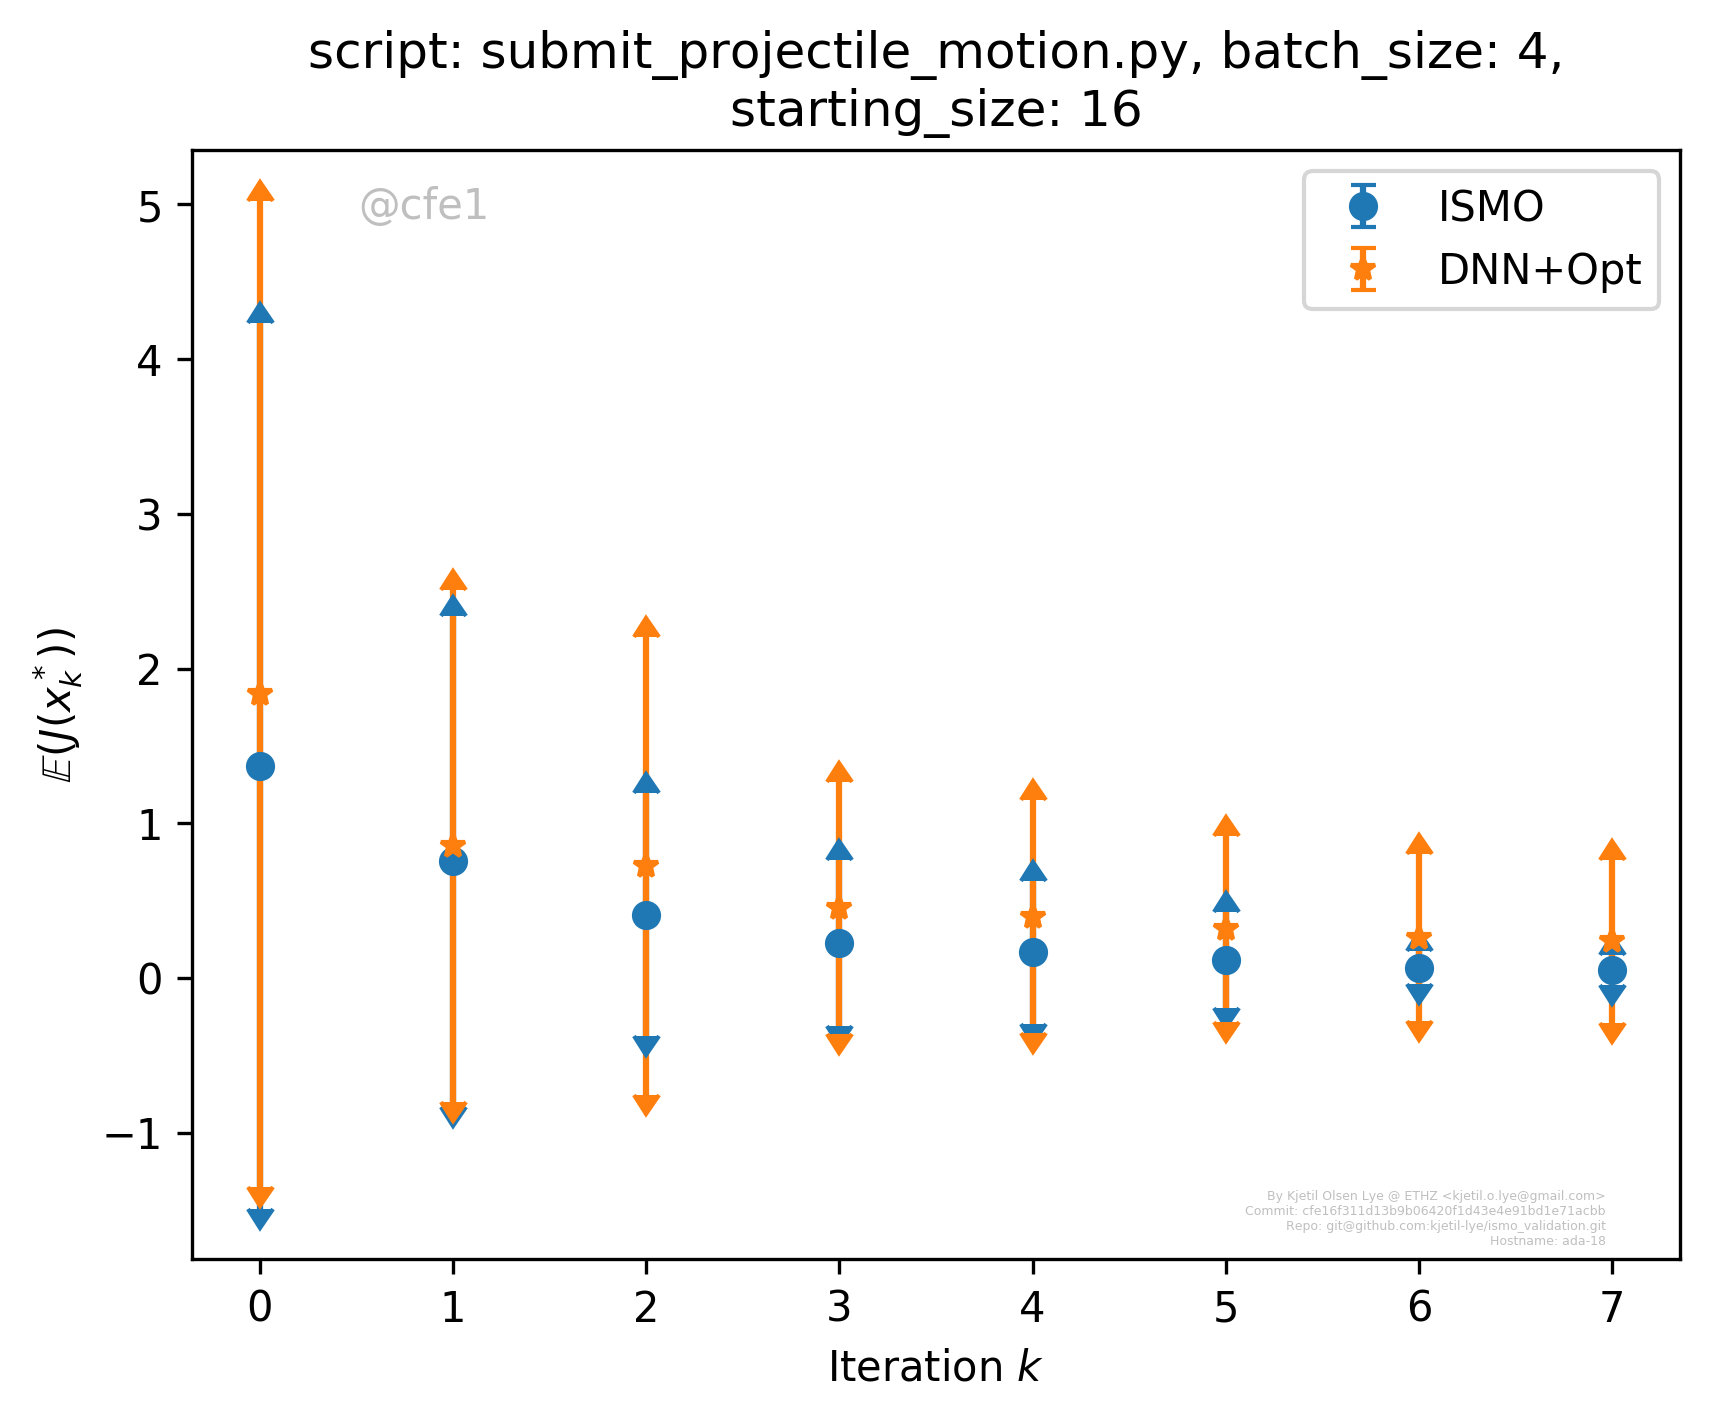 script: submit_projectile_motion.py, batch_size: 4,
starting_size: 16
@cfe1
ISMO
DNN+Opt
5
4
3
2
1
0
−1
𝔼(J(x*k))
0 1 2 3 4 5 6 7
Iteration k
By Kjetil Olsen Lye @ ETHZ <kjetil.o.lye@gmail.com>
Commit: cfe16f311d13b9b06420f1d43e4e91bd1e71acbb
Repo: git@github.com:kjetil-lye/ismo_validation.git
Hostname: ada-18